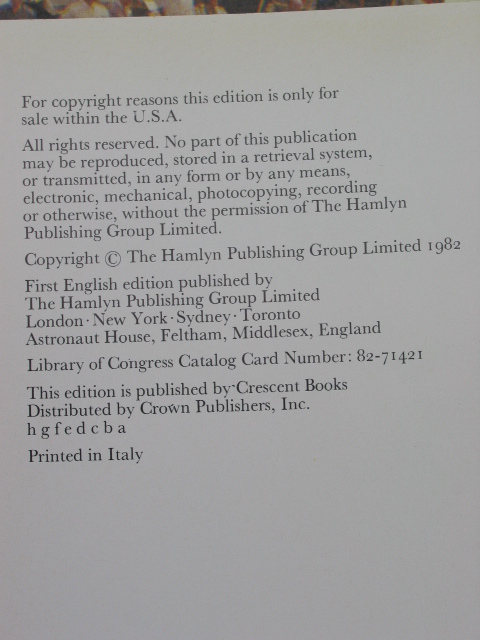 For copyright reasons this edition is only for
sale within the U.S.A.
All rights reserved. No part of this publication
may be reproduced, stored in a retrieval system,
or transmitted, in any form or by any means,
electronic, mechanical, photocopying, recording
or otherwise, without the permission of The Hamlyn
Publishing Group Limited.
Copyright © The Hamlyn Publishing Group Limited 1982
First English edition published by
The Hamlyn Publishing Group Limited
London · New York · Sydney · Toronto
Astronaut House, Feltham, Middlesex, England
Library of Congress Catalog Card Number: 82-71421
This edition is published by Crescent Books
Distributed by Crown Publishers, Inc.
h g f e d c b a
Printed in Italy